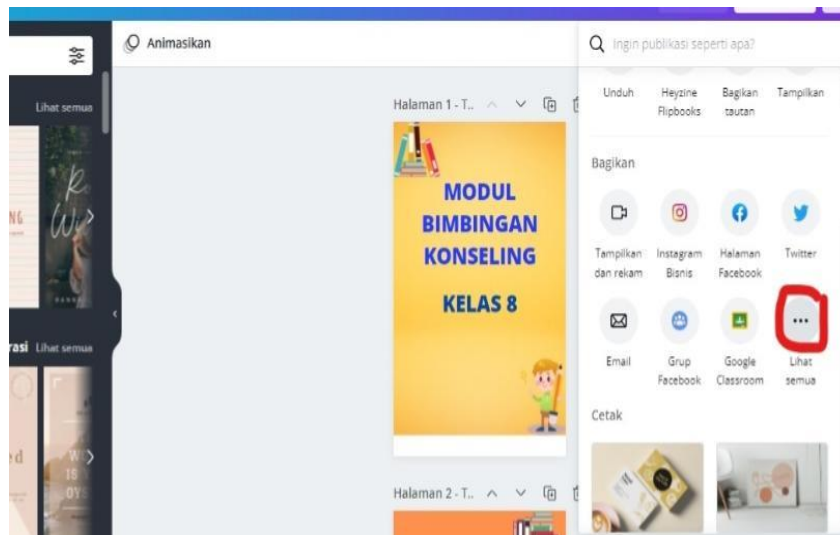 Animasikan
Ingin publikasi seperti apa?
Lihat semua
NG
Halaman 1 - T..
MODUL
BIMBINGAN
KONSELING
KELAS 8
rasi Lihat semua
Halaman 2 - T..
Unduh Heyzine Bagikan Tampilkan
Flipbooks tautan
Bagikan
Tampilkan Instagram Halaman Twitter
dan rekam Bisnis Facebook
Email Grup Google Lihat
Facebook Classroom semua
Cetak